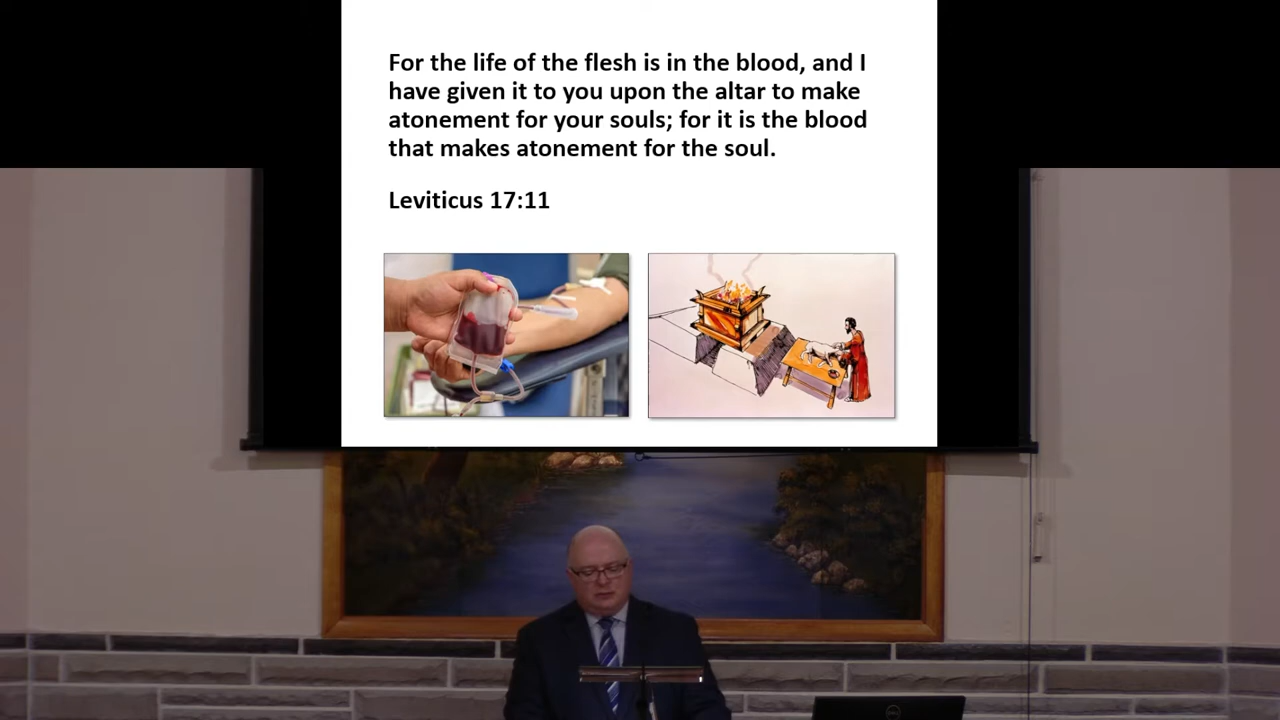 For the life of the flesh is in the blood, and I
have given it to you upon the altar to make
atonement for your souls; for it is the blood
that makes atonement for the soul.
Leviticus 17:11
DELL